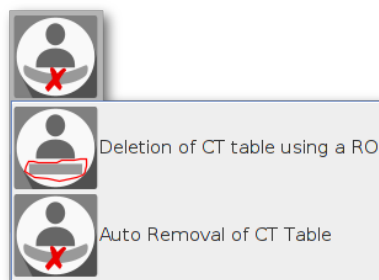 Deletion of CT table using a RO
Auto Removal of CT Table